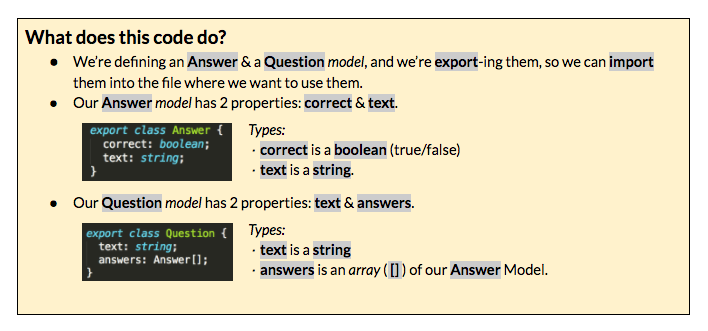 What does this code do?
● We're defining an Answer & a Question model, and we're export-ing them, so we can import
them into the file where we want to use them.
● Our Answer model has 2 properties: correct & text.
export class Answer {
correct: boolean;
text: string;
}
Types:
· correct is a boolean (true/false)
· text is a string.
● Our Question model has 2 properties: text & answers.
export class Question {
text: string;
answers: Answer[];
}
Types:
· text is a string
· answers is an array ( [] ) of our Answer Model.